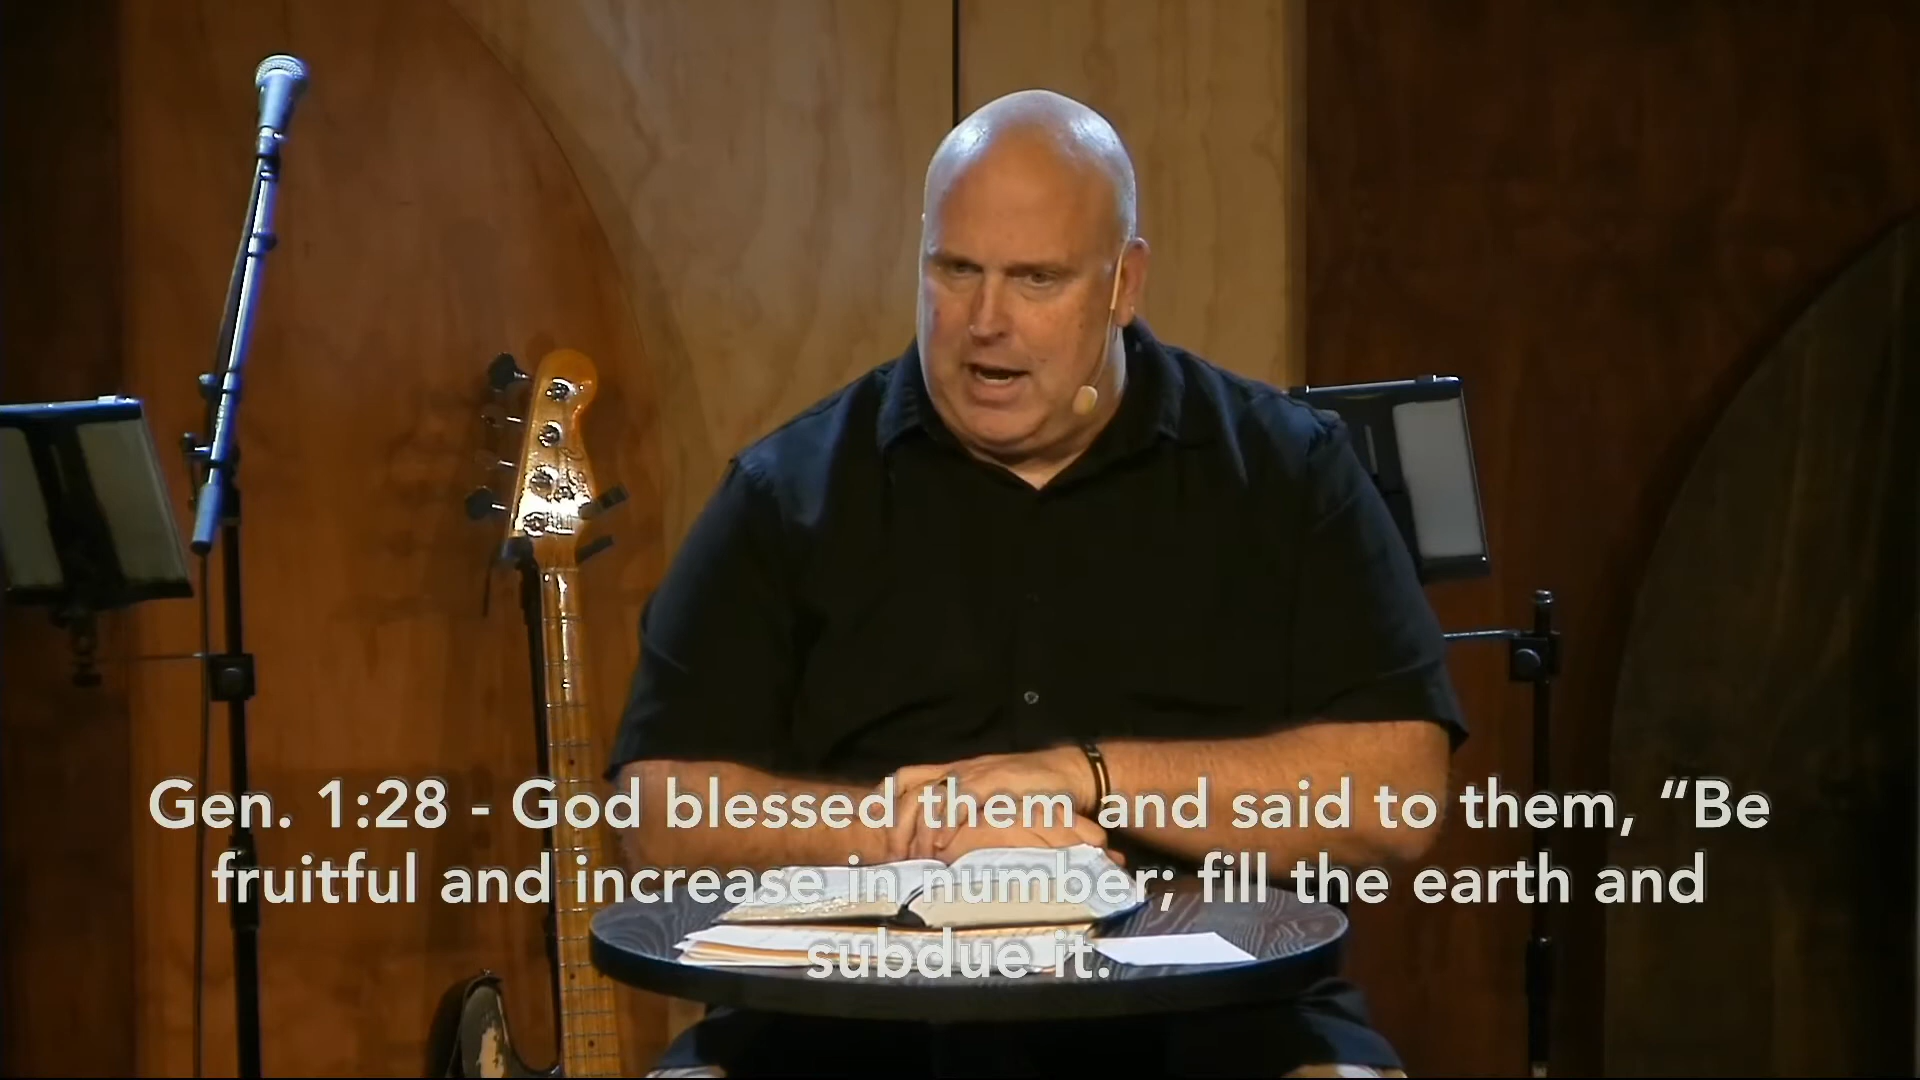 Gen. 1:28 - God blessed them and said to them, “Be
fruitful and increase in number; fill the earth and
subdue it.